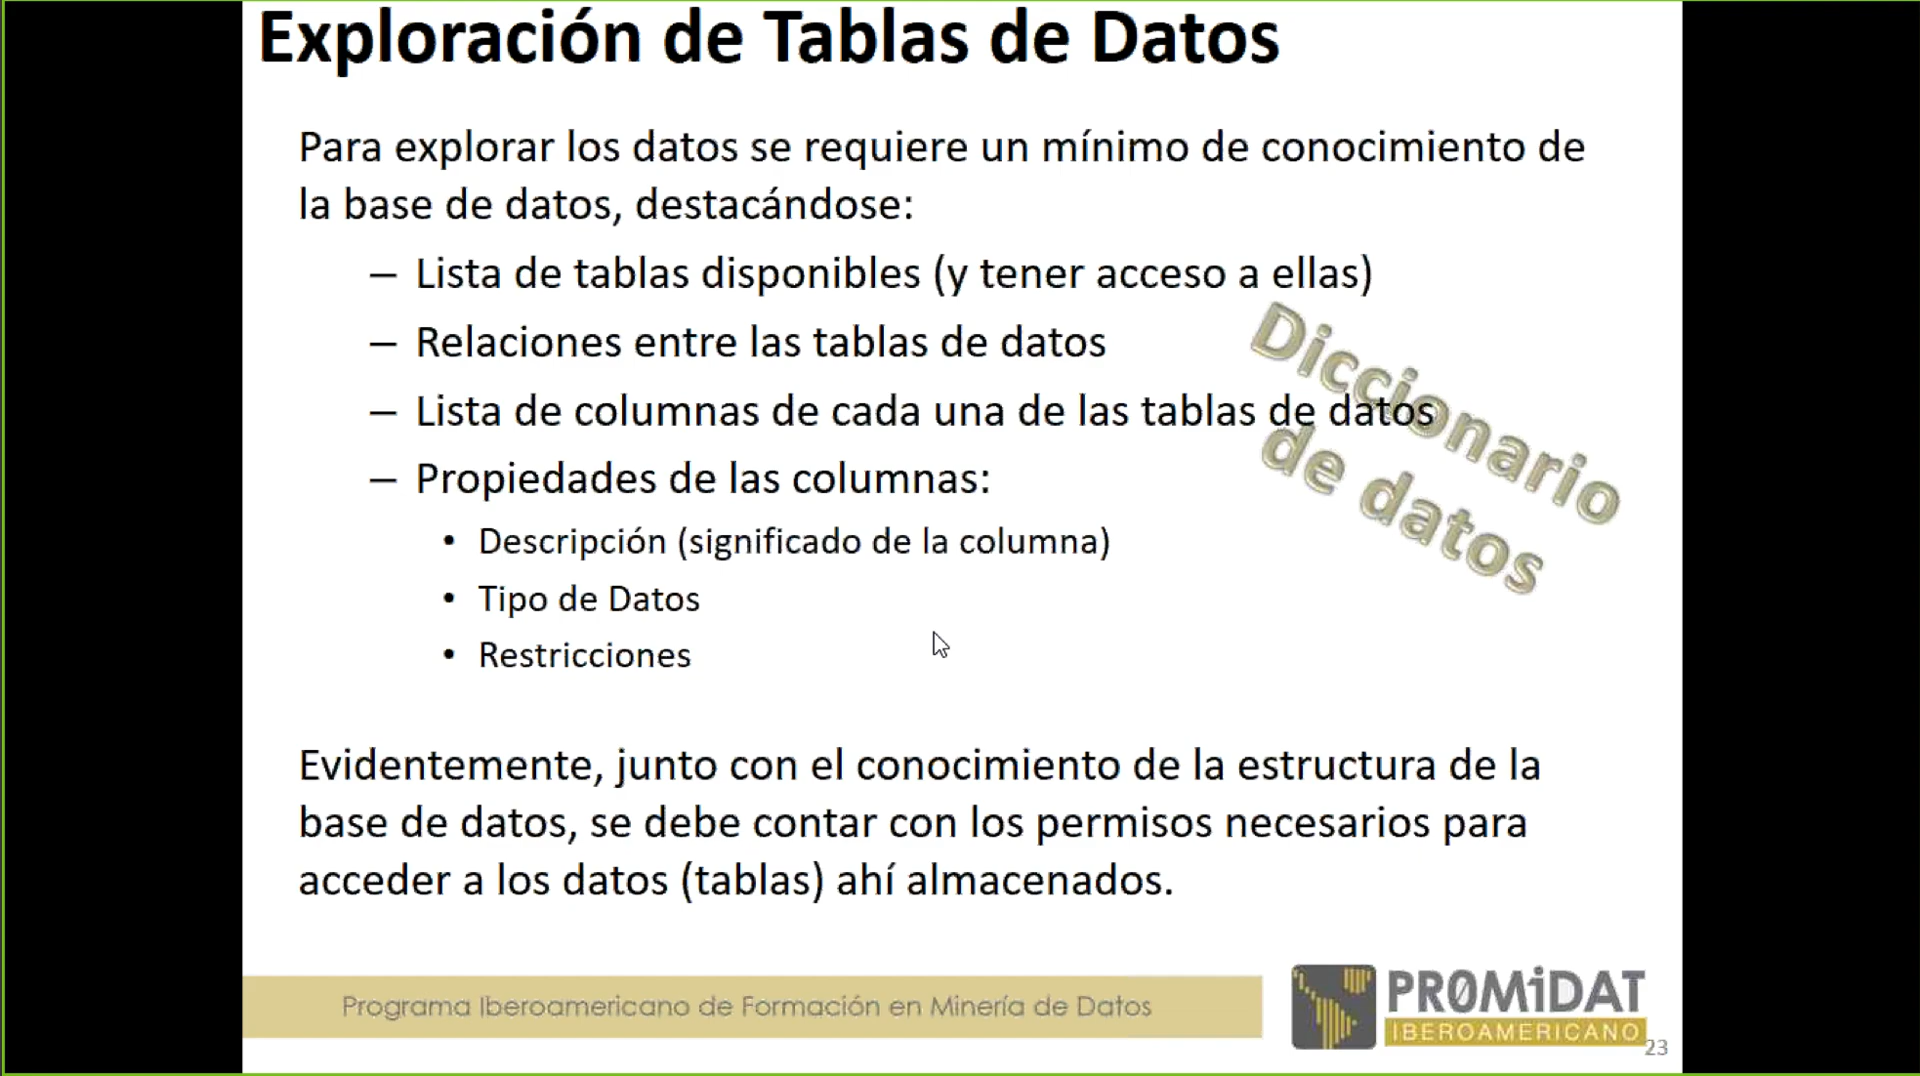 Exploración de Tablas de Datos
Para explorar los datos se requiere un mínimo de conocimiento de
la base de datos, destacándose:
– Lista de tablas disponibles (y tener acceso a ellas)
– Relaciones entre las tablas de datos
– Lista de columnas de cada una de las tablas de datos
– Propiedades de las columnas:
• Descripción (significado de la columna)
• Tipo de Datos
• Restricciones
Diccionario
de datos
Evidentemente, junto con el conocimiento de la estructura de la
base de datos, se debe contar con los permisos necesarios para
acceder a los datos (tablas) ahí almacenados.
Programa Iberoamericano de Formación en Minería de Datos
PR0MiDAT
IBEROAMERICANO
23